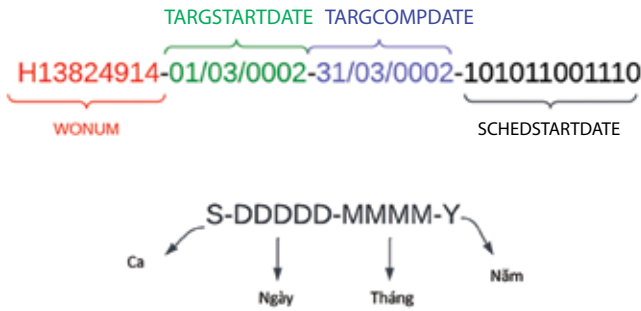 TARGSTARTDATE TARGCOMPDATE
H13824914-01/03/0002-31/03/0002-101011001110
WONUM
SCHEDSTARTDATE
S-DDDDD-MMMM-Y
Ca
Ngày
Tháng
Năm